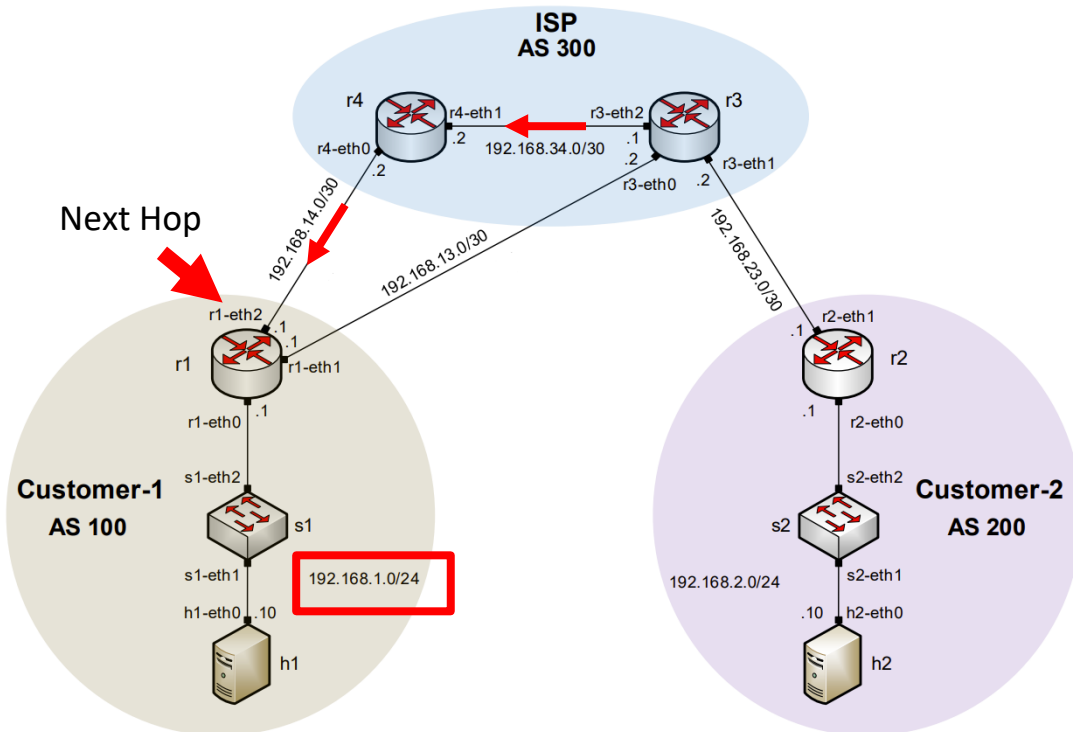 ISP
AS 300
r4
r3
r4-eth1
r3-eth2
.2
.1
192.168.34.0/30
r4-eth0
.2
.2
r3-eth0
r3-eth1
.2
Next Hop
192.168.14.0/30
192.168.13.0/30
192.168.23.0/30
r1-eth2
.1
.1
r1-eth1
r1
r2-eth1
.1
r2
.1
r1-eth0
.1
r2-eth0
s1-eth2
s2-eth2
Customer-1
AS 100
s1
s2
Customer-2
AS 200
s1-eth1
192.168.1.0/24
192.168.2.0/24
s2-eth1
h1-eth0
.10
.10
h2-eth0
h1
h2